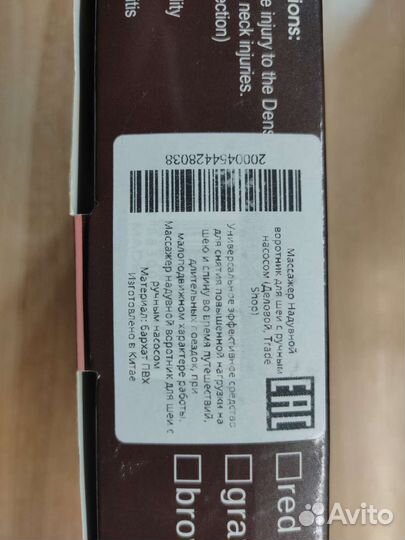 tions:
e injury to the Dens
neck injuries.
ection)
lity
tis
2000454428038
Массажер Надувной
воротник для шеи с ручным
насосом (Деловой, Trade
Shop)
EAC
Универсальное эффективное средство
для снятия повышенной нагрузки на
шею и спину во время путешествий,
длительных поездок, при
малоподвижном характере работы.
Массажер надувной воротник для шеи с
ручным насосом
Материал: бархат ПВХ
Изготовлено в Китае
red
gra
bro
Avito